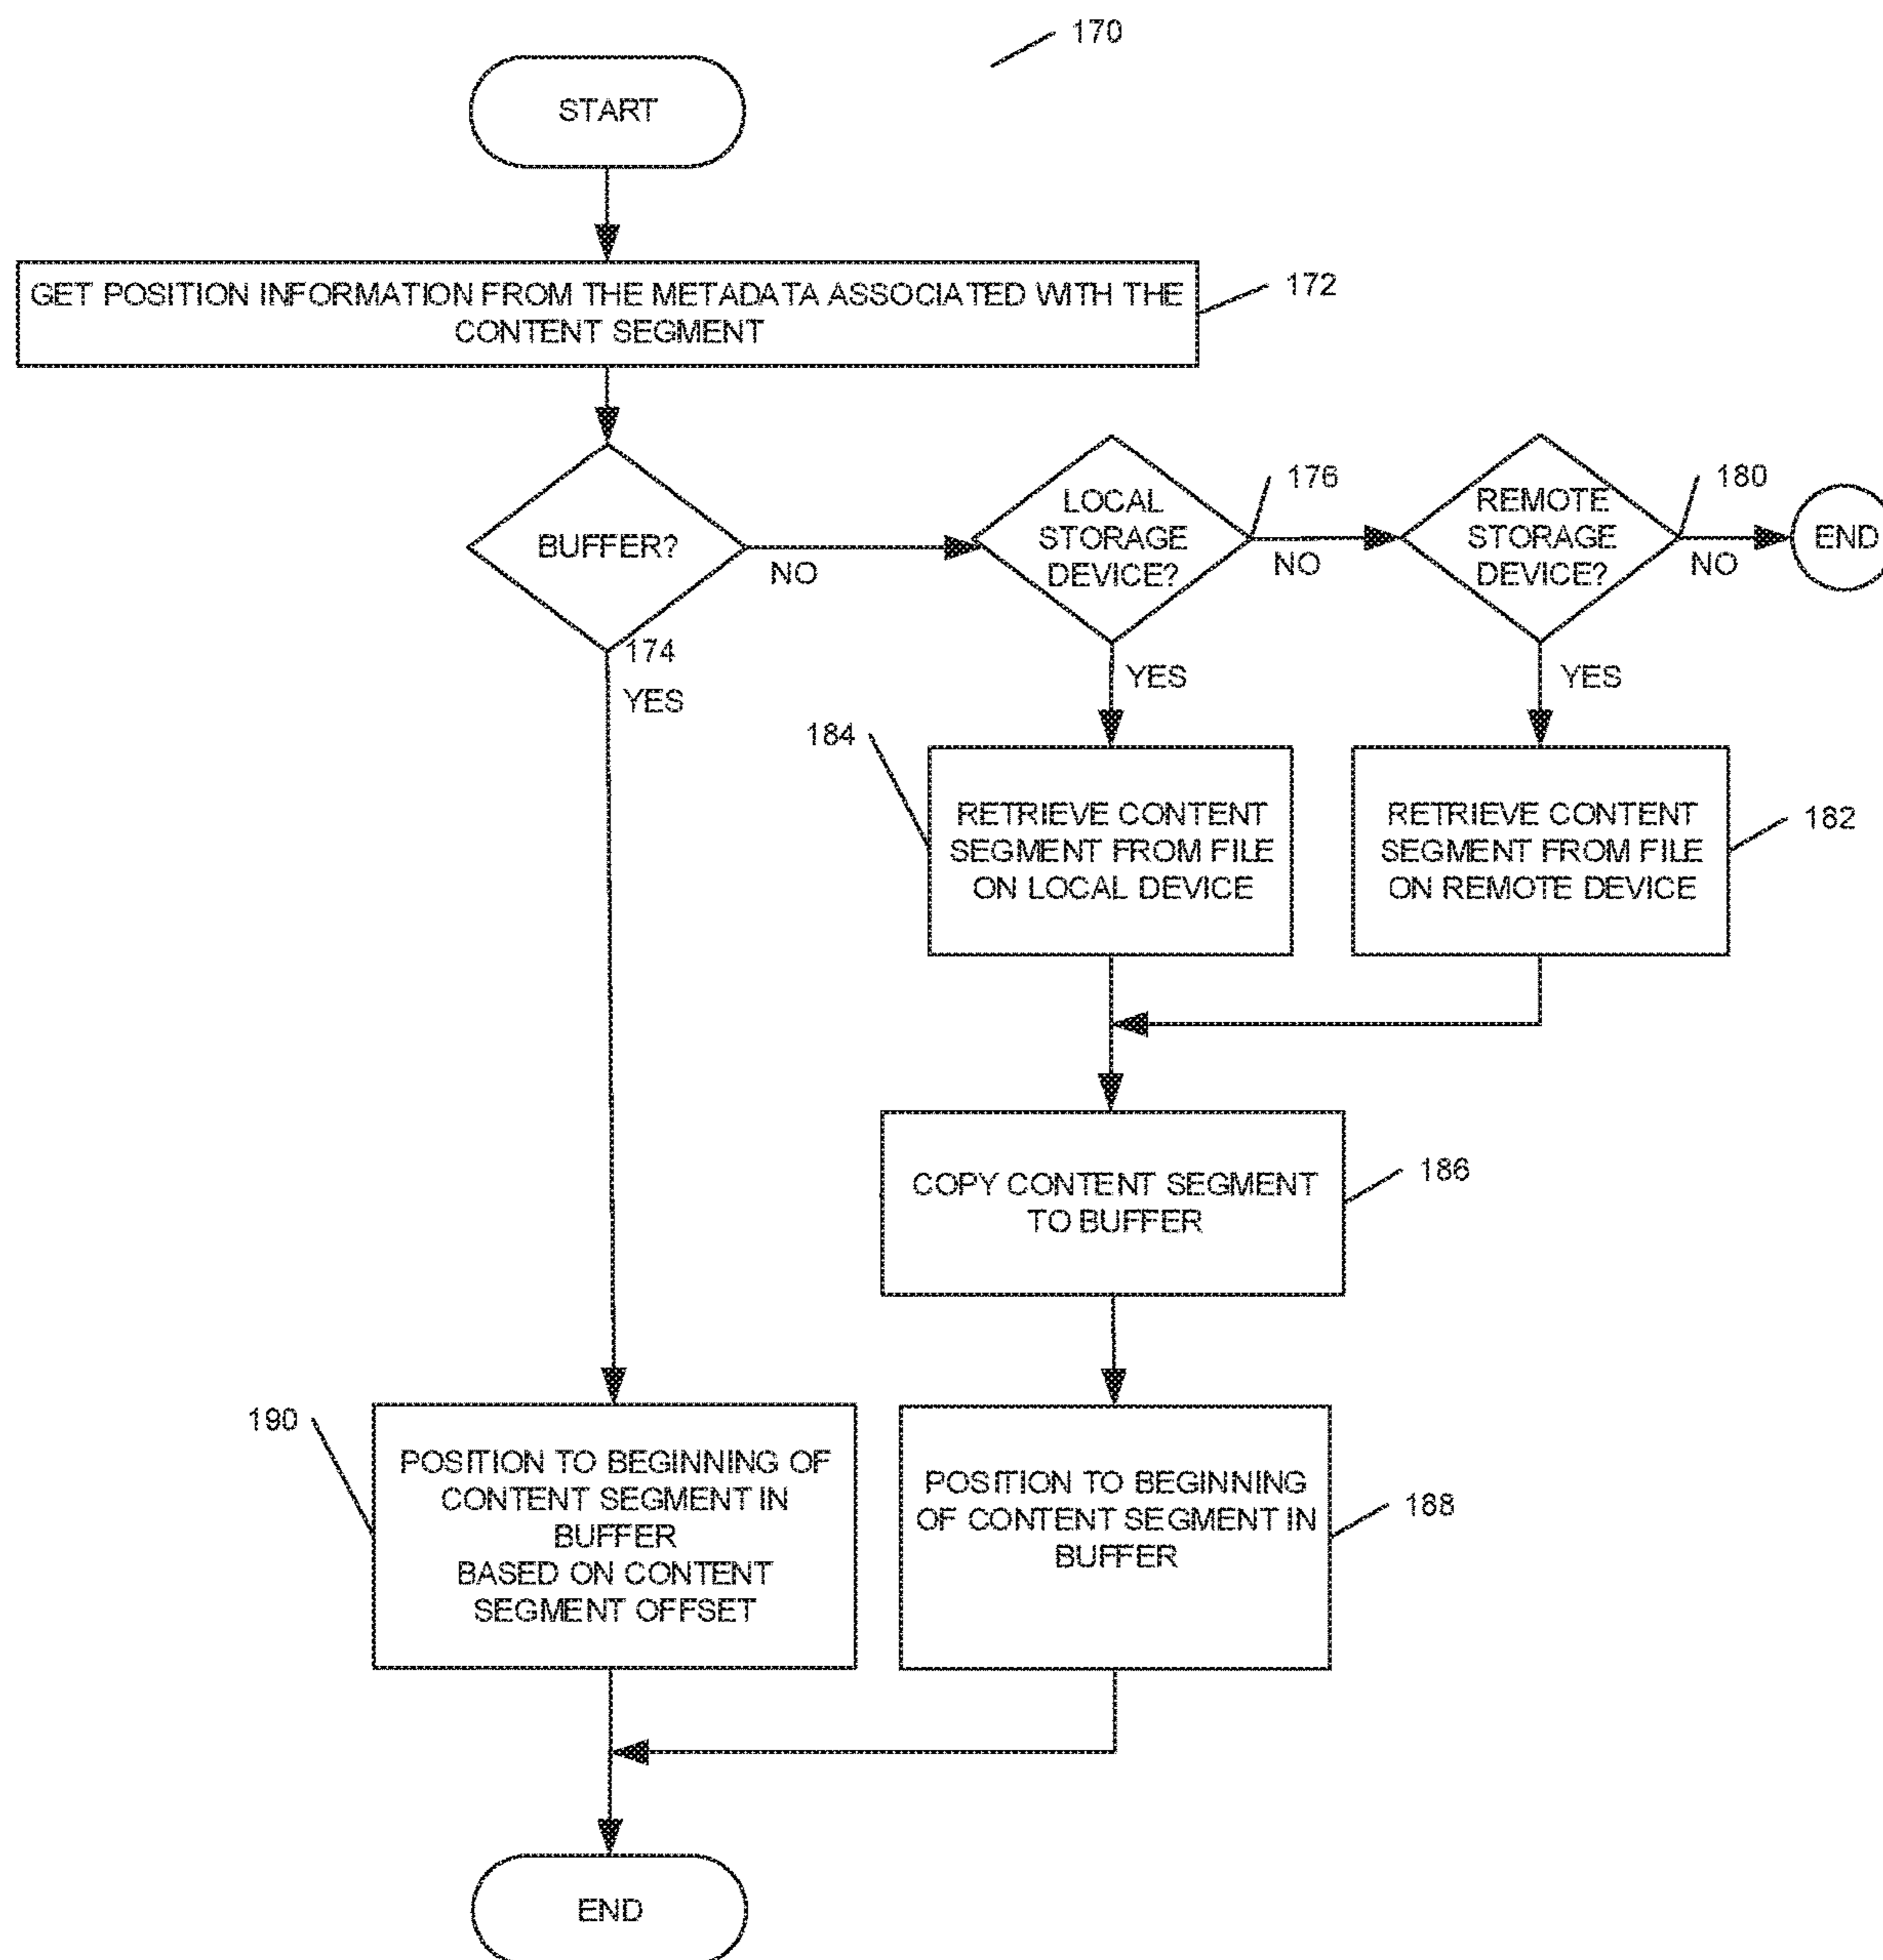 170
START
GET POSITION INFORMATION FROM THE METADATA ASSOCIATED WITH THE
CONTENT SEGMENT
172
BUFFER?
174
YES
NO
LOCAL
STORAGE
DEVICE?
176
NO
YES
REMOTE
STORAGE
DEVICE?
180
NO
YES
END
184
RETRIEVE CONTENT
SEGMENT FROM FILE
ON LOCAL DEVICE
RETRIEVE CONTENT
SEGMENT FROM FILE
ON REMOTE DEVICE
182
COPY CONTENT SEGMENT
TO BUFFER
186
190
POSITION TO BEGINNING OF
CONTENT SEGMENT IN
BUFFER
BASED ON CONTENT
SEGMENT OFFSET
POSITION TO BEGINNING
OF CONTENT SEGMENT IN
BUFFER
188
END